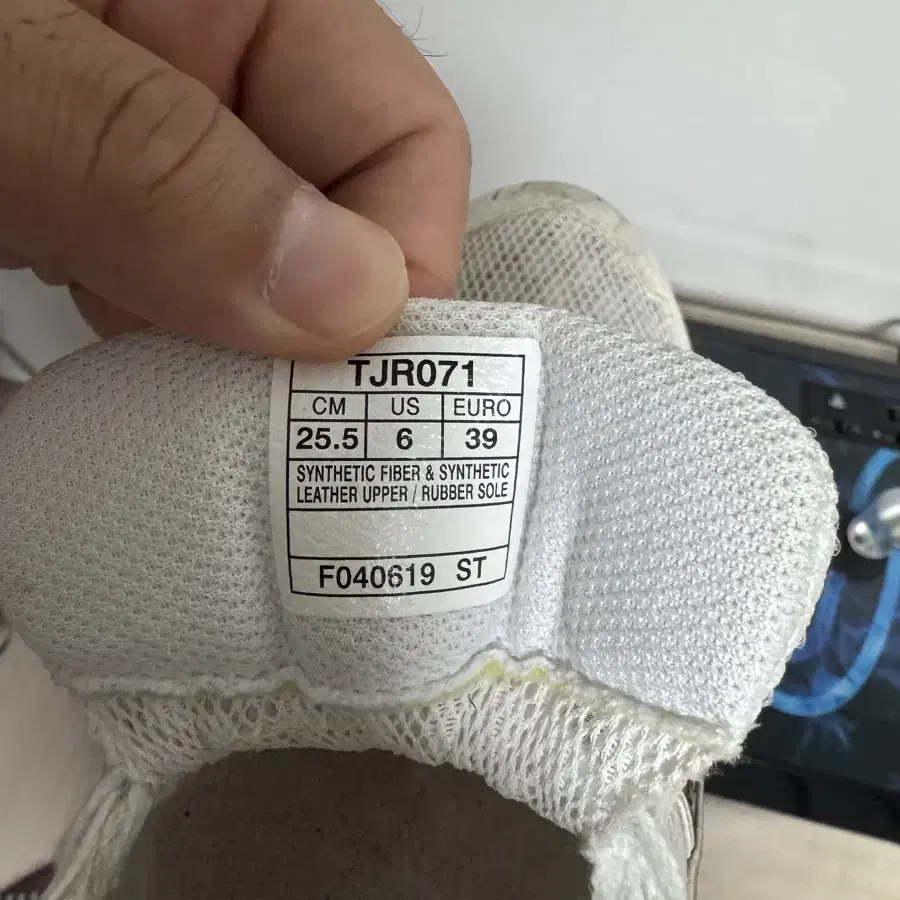 TJR071
CM US EURO
25.5 6 39
SYNTHETIC FIBER & SYNTHETIC
LEATHER UPPER / RUBBER SOLE
F040619 ST